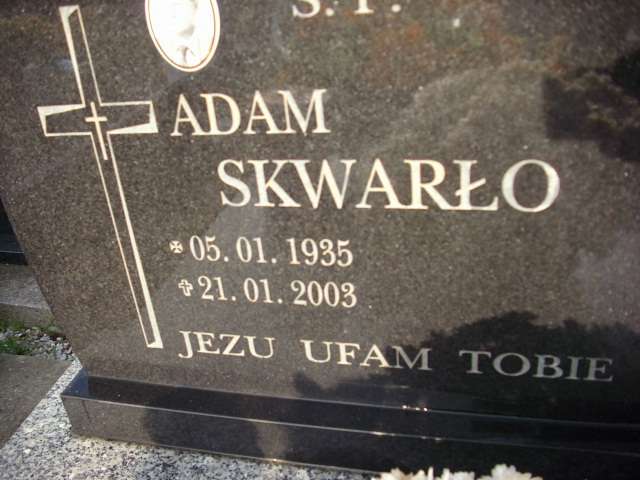 Ś. P.
ADAM
SKWARŁO
05. 01. 1935
21. 01. 2003
JEZU UFAM TOBIE